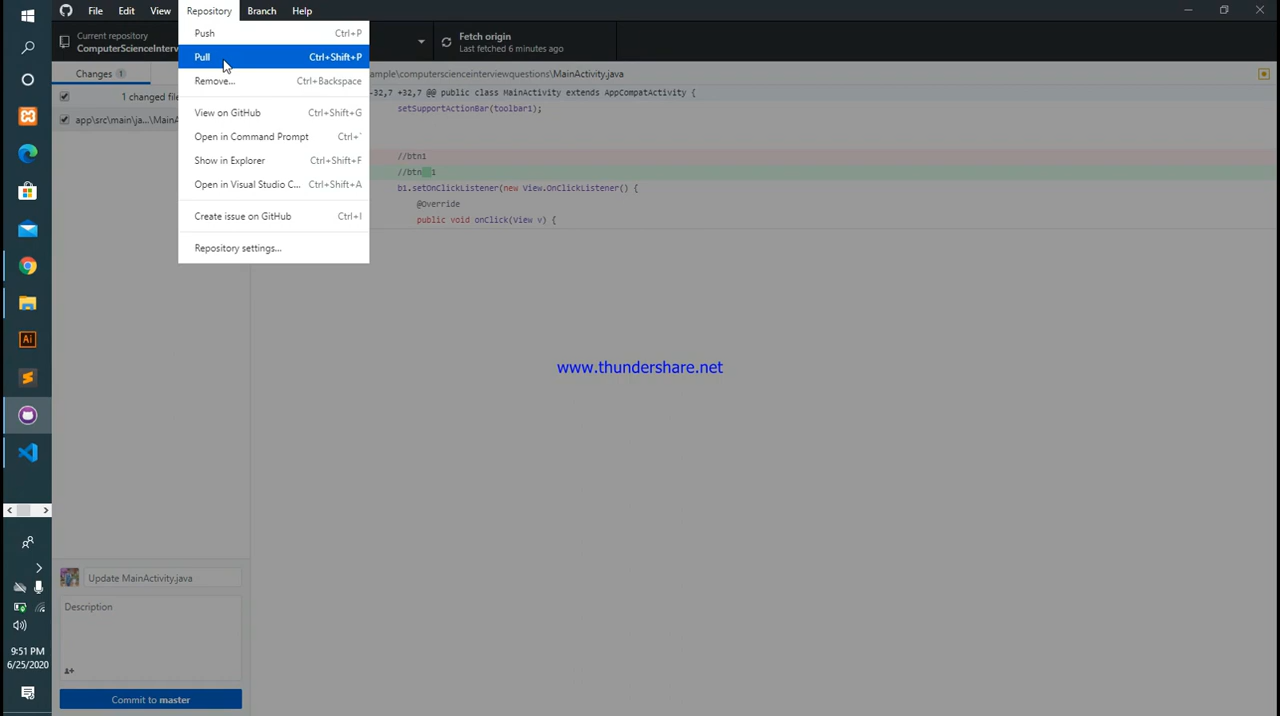 File Edit View Repository Branch Help
Current repository
ComputerScienceInterv
Fetch origin
Last fetched 6 minutes ago
Push Ctrl+P
Pull Ctrl+Shift+P
Remove... Ctrl+Backspace
View on GitHub Ctrl+Shift+G
Open in Command Prompt Ctrl+`
Show in Explorer Ctrl+Shift+F
Open in Visual Studio C... Ctrl+Shift+A
Create issue on GitHub Ctrl+I
Repository settings...
Changes 1
1 changed file
app\src\main\ja...\MainA
ample\computerscienceinterviewquestions\MainActivity.java
-32,7 +32,7 @@ public class MainActivity extends AppCompatActivity {
setSupportActionBar(toolbar1);
//btn1
//btn 1
b1.setOnClickListener(new View.OnClickListener() {
@Override
public void onClick(View v) {
www.thundershare.net
Update MainActivity.java
Description
Commit to master
Ai
9:51 PM
6/25/2020